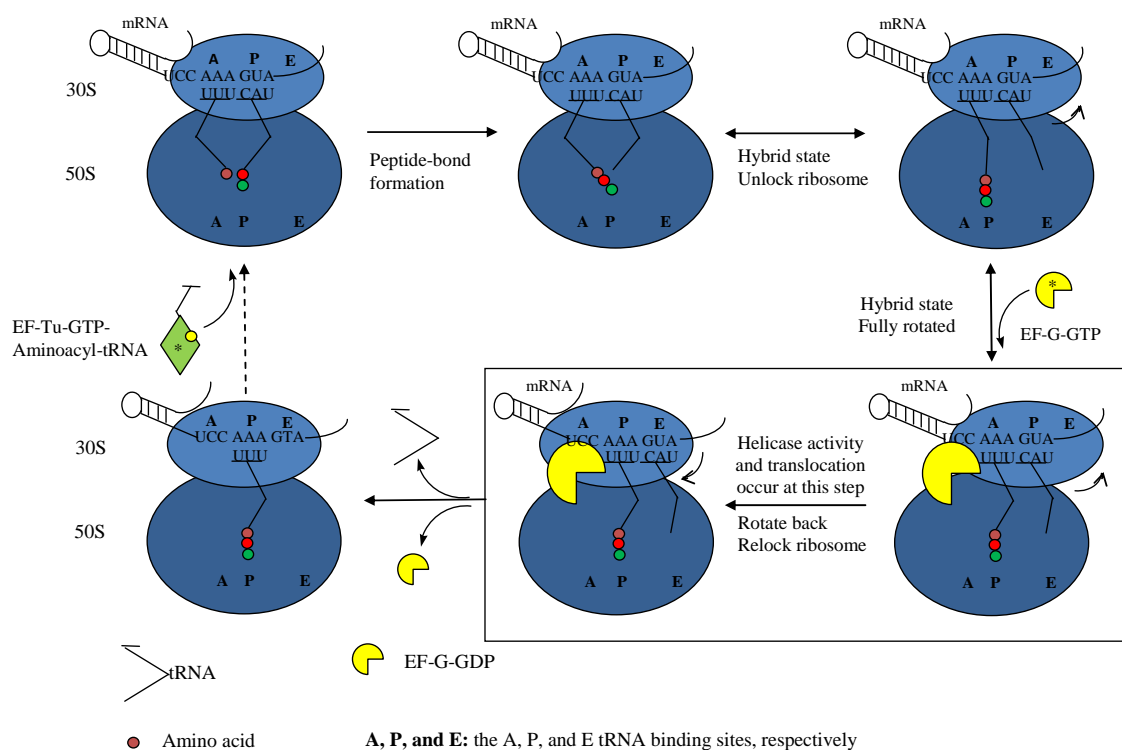 mRNA
A P E
UCC AAA GUA
UUU CAU
30S
50S
A P E
Peptide-bond
formation
A P E
UCC AAA GUA
UUU CAU
A P E
Hybrid state
Unlock ribosome
mRNA
A P E
UCC AAA GUA
UUU CAU
A P E
EF-Tu-GTP-
Aminoacyl-tRNA
*
Hybrid state
Fully rotated
*
EF-G-GTP
A P E
UCC AAA GTA
UUU
30S
50S
A P E
mRNA
A P E
UCC AAA GUA
UUU CAU
A P E
Helicase activity
and translocation
occur at this step
Rotate back
Relock ribosome
mRNA
A P E
UCC AAA GUA
UUU CAU
A P E
tRNA
EF-G-GDP
Amino acid
A, P, and E: the A, P, and E tRNA binding sites, respectively